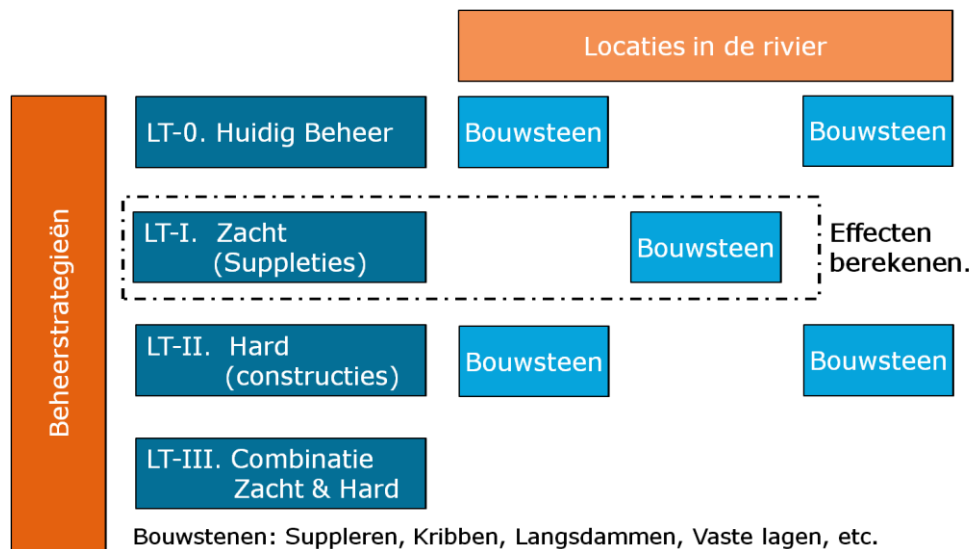 Locaties in de rivier
Beheerstrategieën
LT-0. Huidig Beheer
Bouwsteen
Bouwsteen
LT-I. Zacht
(Suppleties)
Bouwsteen
Effecten
berekenen.
LT-II. Hard
(constructies)
Bouwsteen
Bouwsteen
LT-III. Combinatie
Zacht & Hard
Bouwstenen: Suppleren, Kribben, Langsdammen, Vaste lagen, etc.